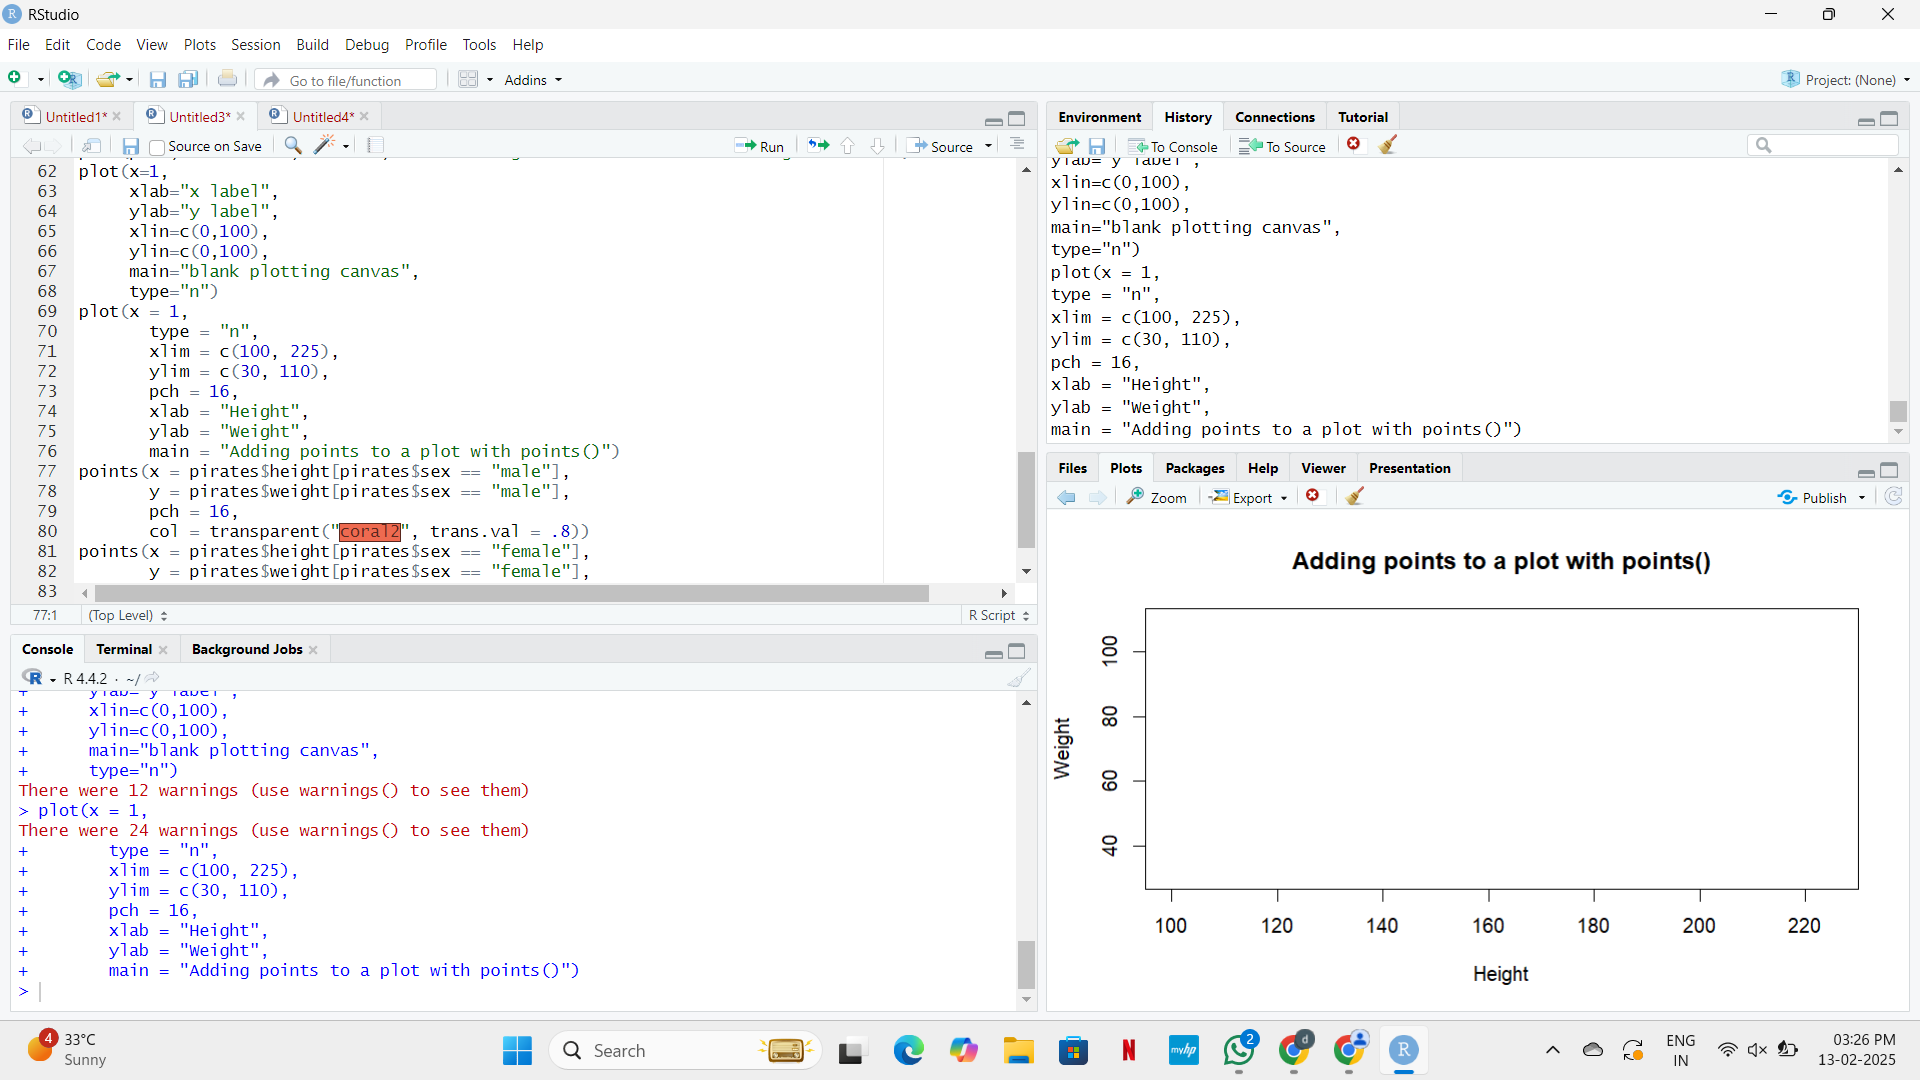 RStudio
File Edit Code View Plots Session Build Debug Profile Tools Help
Go to file/function Addins Project: (None)
Untitled1* Untitled3* Untitled4*
Source on Save Run Source
62 plot(x=1,
63 xlab="x label",
64 ylab="y label",
65 xlin=c(0,100),
66 ylin=c(0,100),
67 main="blank plotting canvas",
68 type="n")
69 plot(x = 1,
70 type = "n",
71 xlim = c(100, 225),
72 ylim = c(30, 110),
73 pch = 16,
74 xlab = "Height",
75 ylab = "Weight",
76 main = "Adding points to a plot with points()")
77 points(x = pirates$height[pirates$sex == "male"],
78 y = pirates$weight[pirates$sex == "male"],
79 pch = 16,
80 col = transparent("coral2", trans.val = .8))
81 points(x = pirates$height[pirates$sex == "female"],
82 y = pirates$weight[pirates$sex == "female"],
83
77:1 (Top Level) R Script
Console Terminal Background Jobs
R 4.4.2 · ~/
+ ylab="y label",
+ xlin=c(0,100),
+ ylin=c(0,100),
+ main="blank plotting canvas",
+ type="n")
There were 12 warnings (use warnings() to see them)
> plot(x = 1,
There were 24 warnings (use warnings() to see them)
+ type = "n",
+ xlim = c(100, 225),
+ ylim = c(30, 110),
+ pch = 16,
+ xlab = "Height",
+ ylab = "Weight",
+ main = "Adding points to a plot with points()")
>
Environment History Connections Tutorial
To Console To Source
ylab="y label",
xlin=c(0,100),
ylin=c(0,100),
main="blank plotting canvas",
type="n")
plot(x = 1,
type = "n",
xlim = c(100, 225),
ylim = c(30, 110),
pch = 16,
xlab = "Height",
ylab = "Weight",
main = "Adding points to a plot with points()")
Files Plots Packages Help Viewer Presentation
Zoom Export Publish
Adding points to a plot with points()
Weight
100
80
60
40
100 120 140 160 180 200 220
Height
4 33°C
Sunny
Search
N
myhp
2
d
R
ENG
IN
03:26 PM
13-02-2025